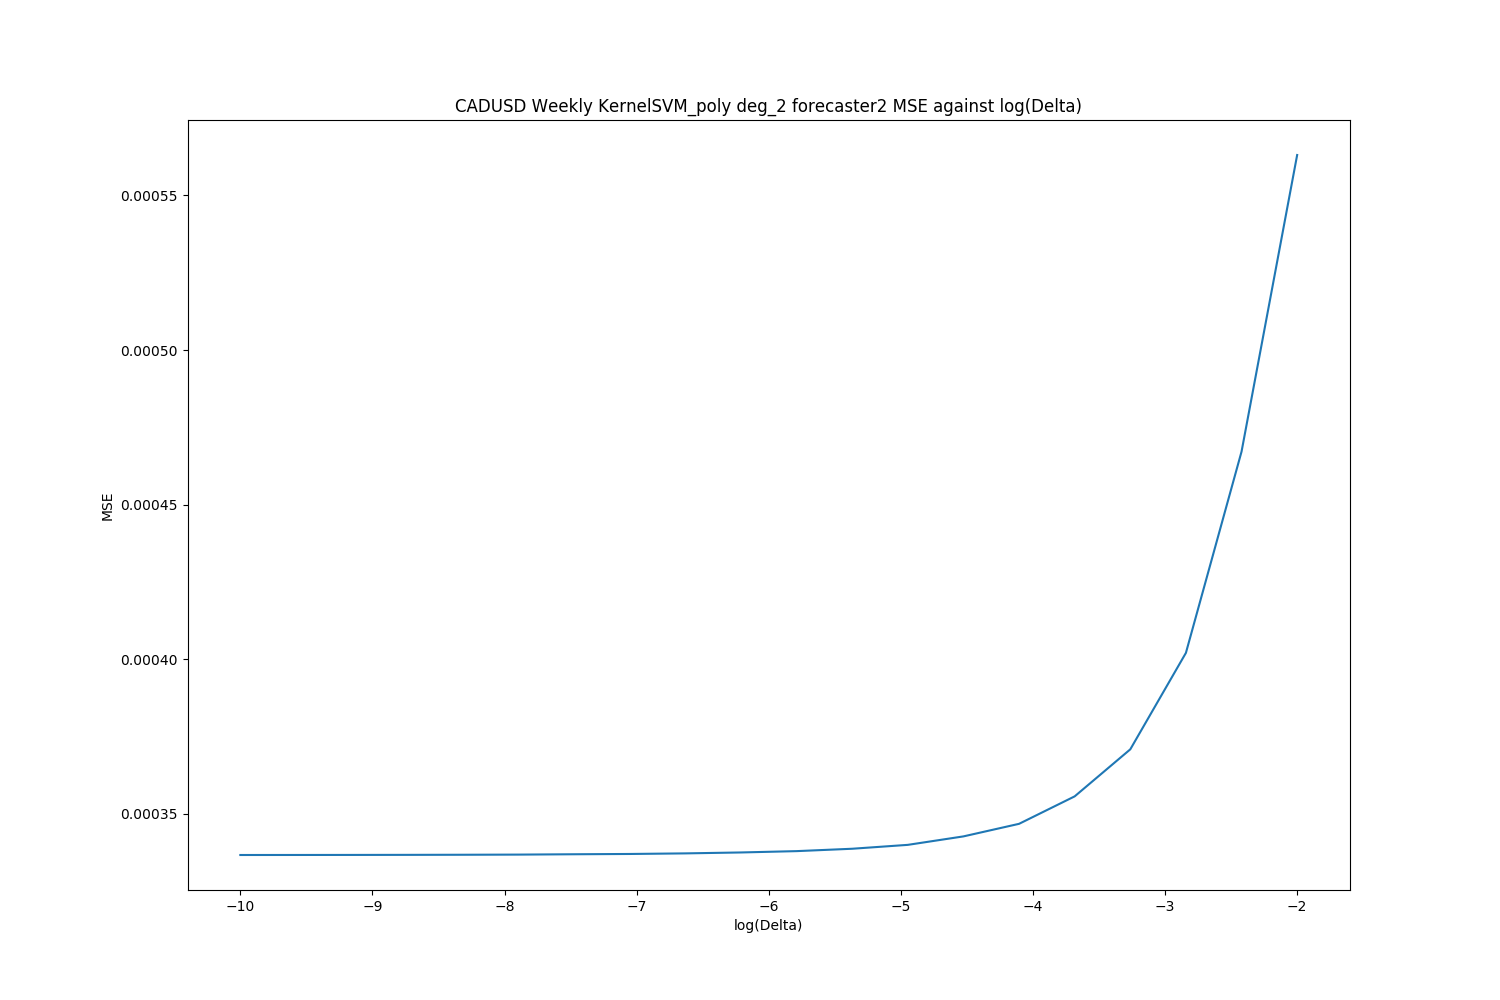 CADUSD Weekly KernelSVM_poly deg_2 forecaster2 MSE against log(Delta)
0.00055
0.00050
0.00045
0.00040
0.00035
MSE
−10 −9 −8 −7 −6 −5 −4 −3 −2
log(Delta)